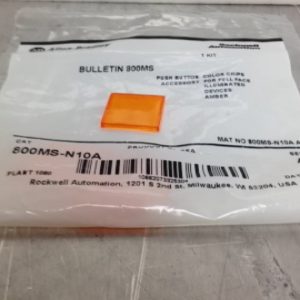 Allen-Bradley
Rockwell
Automation
1 KIT
BULLETIN 800MS
PUSH BUTTON COLOR CAPS
ACCESSORY FOR FULL FACE
ILLUMINATED
DEVICES
AMBER
MAT NO 800MS-N10A A
CAT
800MS-N10A
PLANT 1080
Rockwell Automation, 1201 S 2nd St. Milwaukee, WI 53204, USA